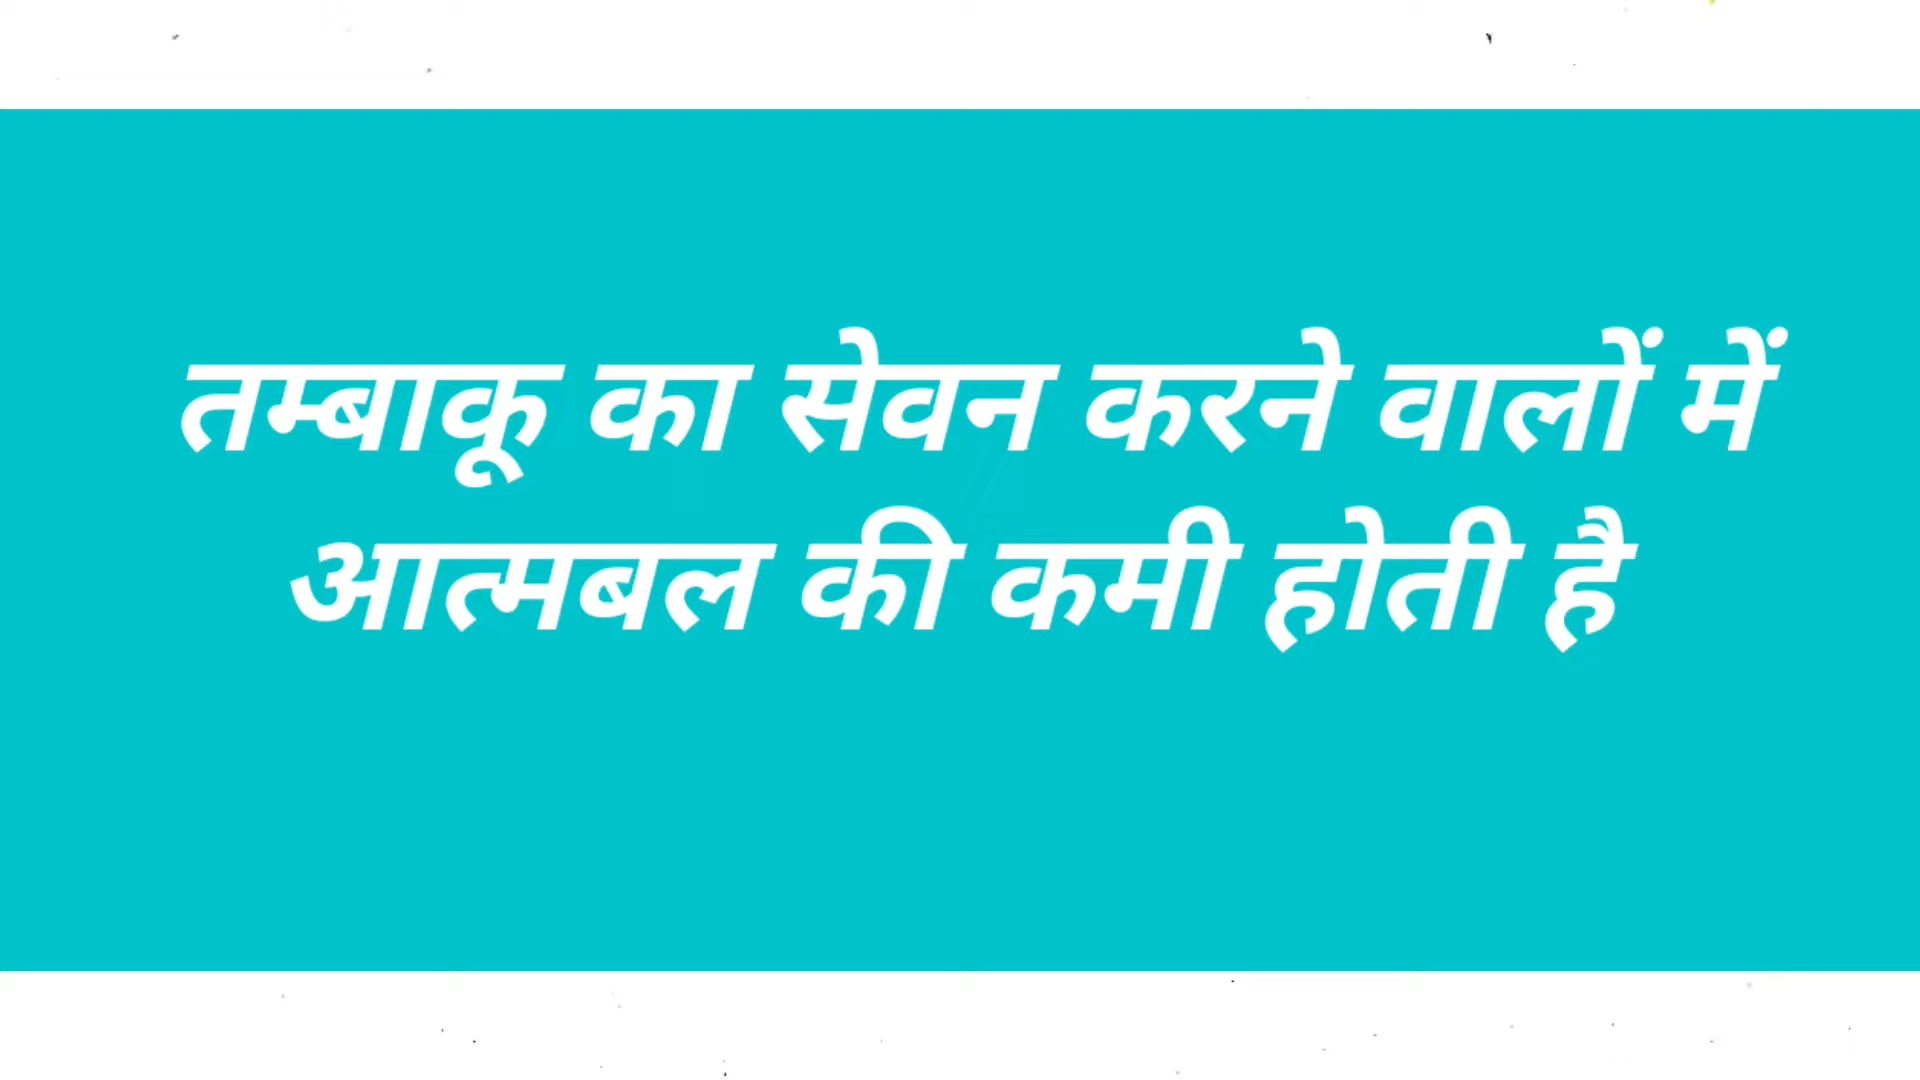 तम्बाकू का सेवन करने वालों में
आत्मबल की कमी होती है